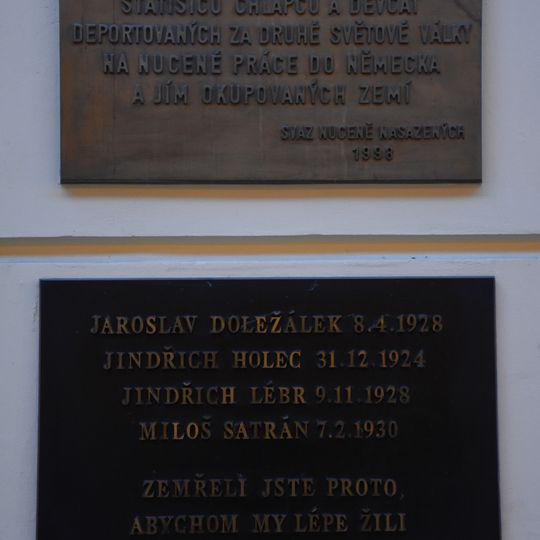 STATISÍCŮ CHLAPCŮ A DĚVČAT
DEPORTOVANÝCH ZA DRUHÉ SVĚTOVÉ VÁLKY
NA NUCENÉ PRÁCE DO NĚMECKA
A JÍM OKUPOVANÝCH ZEMÍ
SVAZ NUCENĚ NASAZENÝCH
1998
JAROSLAV DOLEŽÁLEK 8.4.1928
JINDŘICH HOLEC 31.12.1924
JINDŘICH LÉBR 9.11.1928
MILOŠ SATRÁN 7.2.1930
ZEMŘELI JSTE PROTO,
ABYCHOM MY LÉPE ŽILI